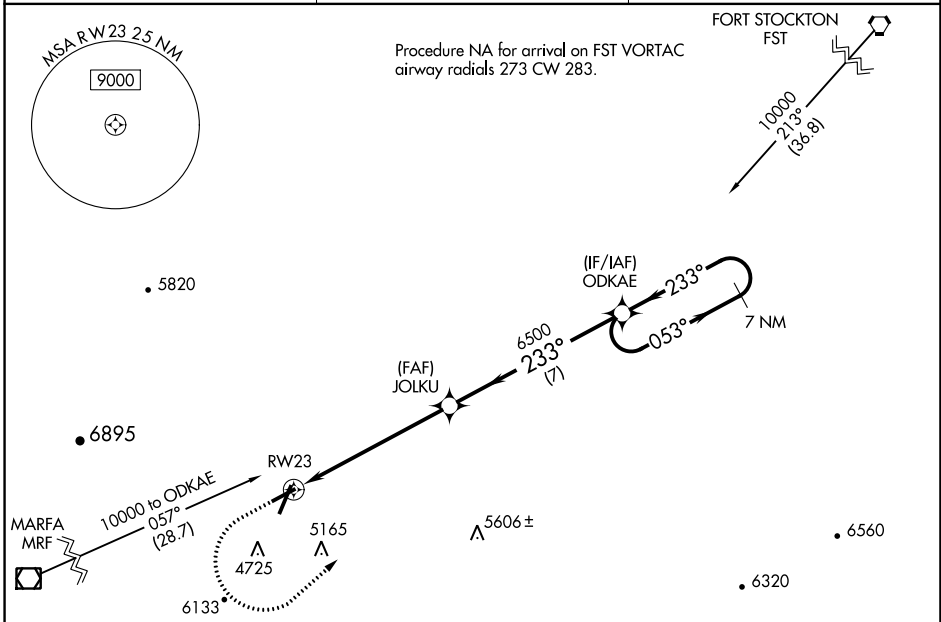 MSA RW23 25 NM
9000
Procedure NA for arrival on FST VORTAC
airway radials 273 CW 283.
FORT STOCKTON
FST
10000
213°
(36.8)
5820
(IF/IAF)
ODKAE
233°
053°
7 NM
6500
233°
(7)
(FAF)
JOLKU
6895
RW23
10000 to ODKAE
057°
(28.7)
MARFA
MRF
4725
5165
5606±
6560
6320
6133